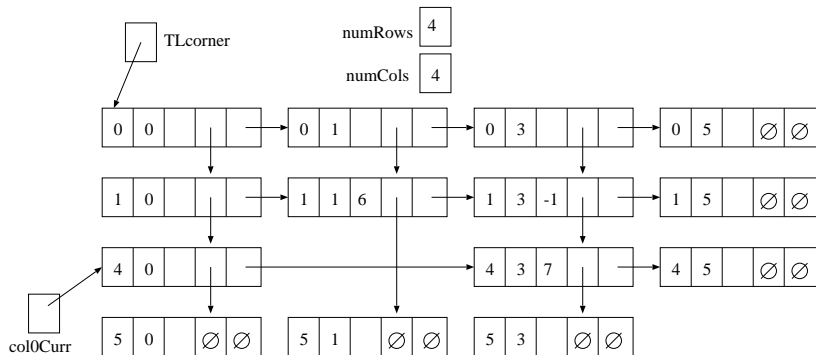 TLcorner
numRows 4
numCols 4
0 0 0 1 0 3 0 5 ∅ ∅
1 0 1 1 6 1 3 -1 1 5 ∅ ∅
4 0 4 3 7 4 5 ∅ ∅
col0Curr
5 0 ∅ ∅ 5 1 ∅ ∅ 5 3 ∅ ∅